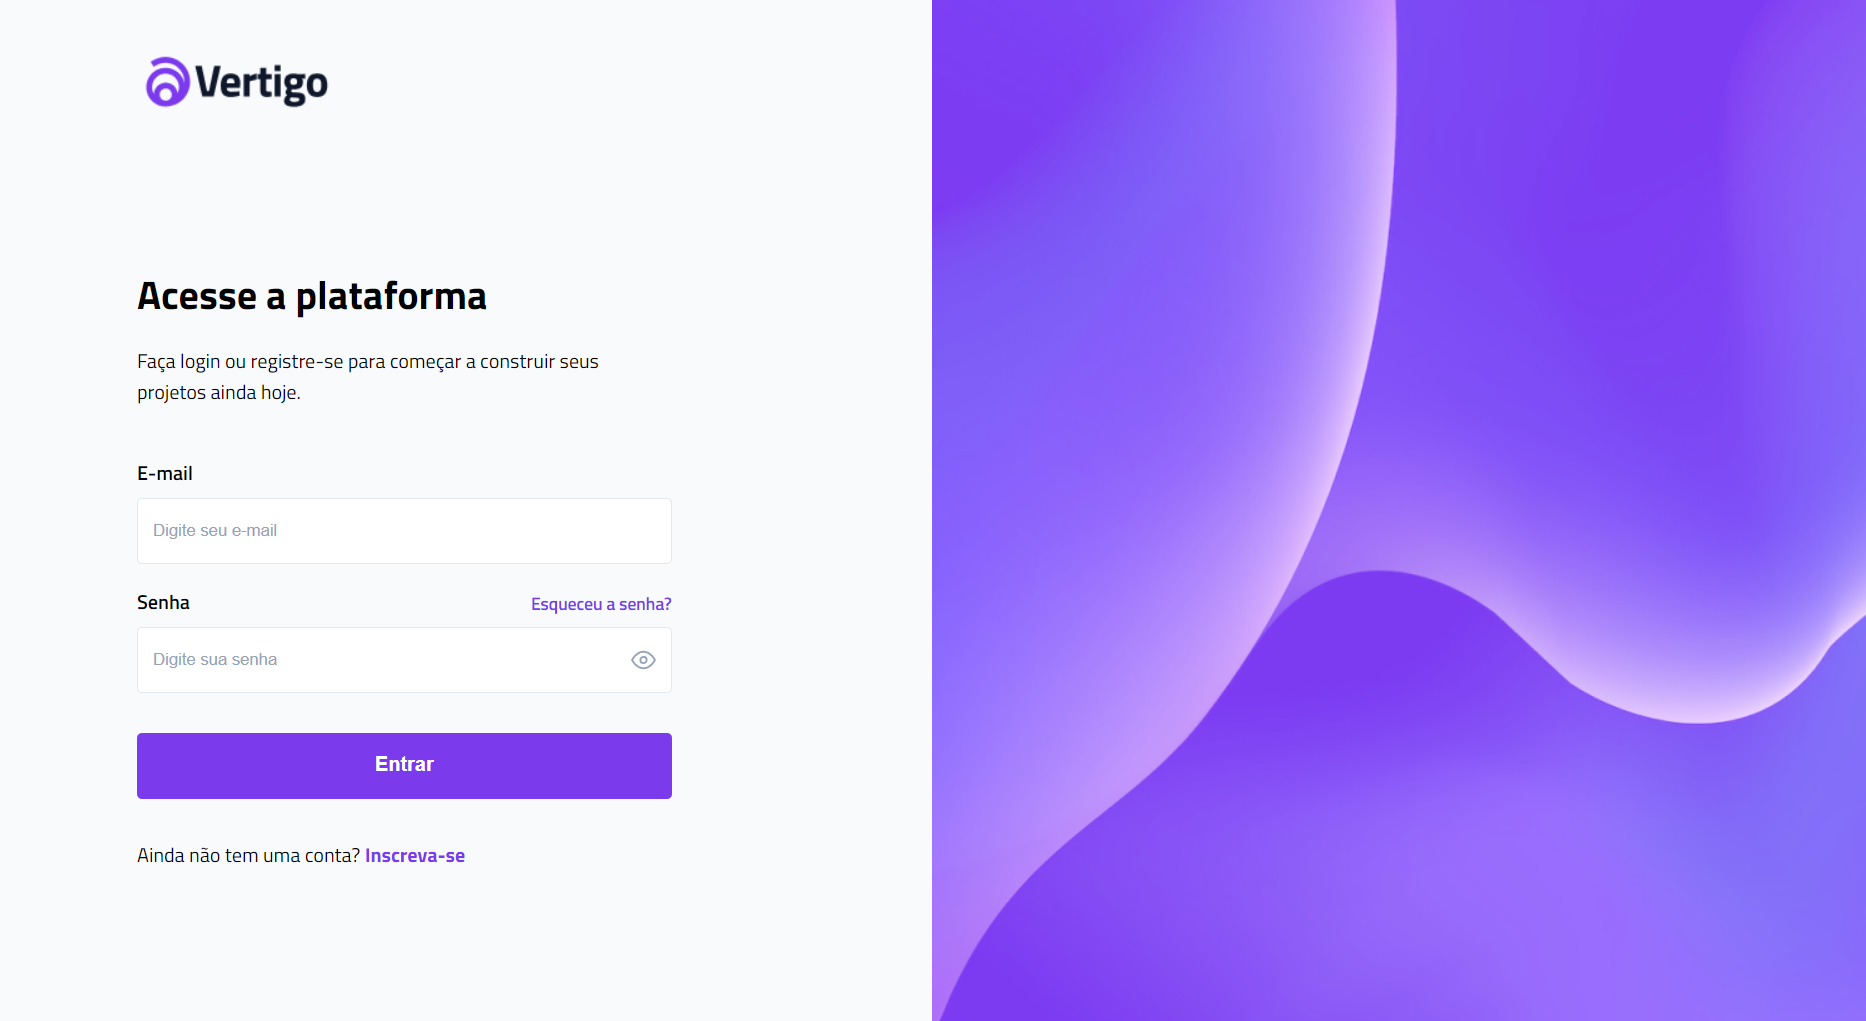 Vertigo
Acesse a plataforma
Faça login ou registre-se para começar a construir seus
projetos ainda hoje.
E-mail
Digite seu e-mail
Senha
Esqueceu a senha?
Digite sua senha
Entrar
Ainda não tem uma conta? Inscreva-se